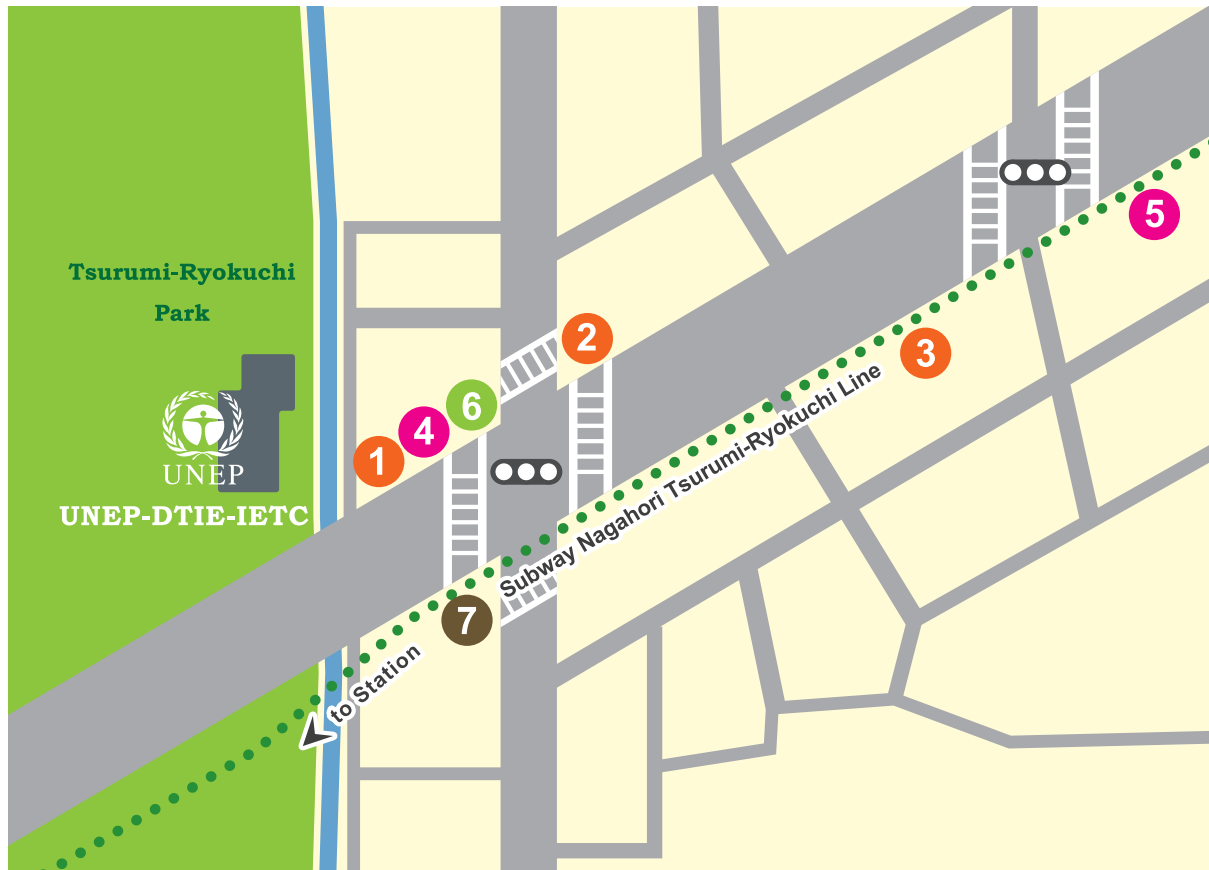 Tsurumi-Ryokuchi
Park
UNEP
UNEP-DTIE-IETC
1
4
6
2
3
5
7
Subway Nagahori Tsurumi-Ryokuchi Line
to Station